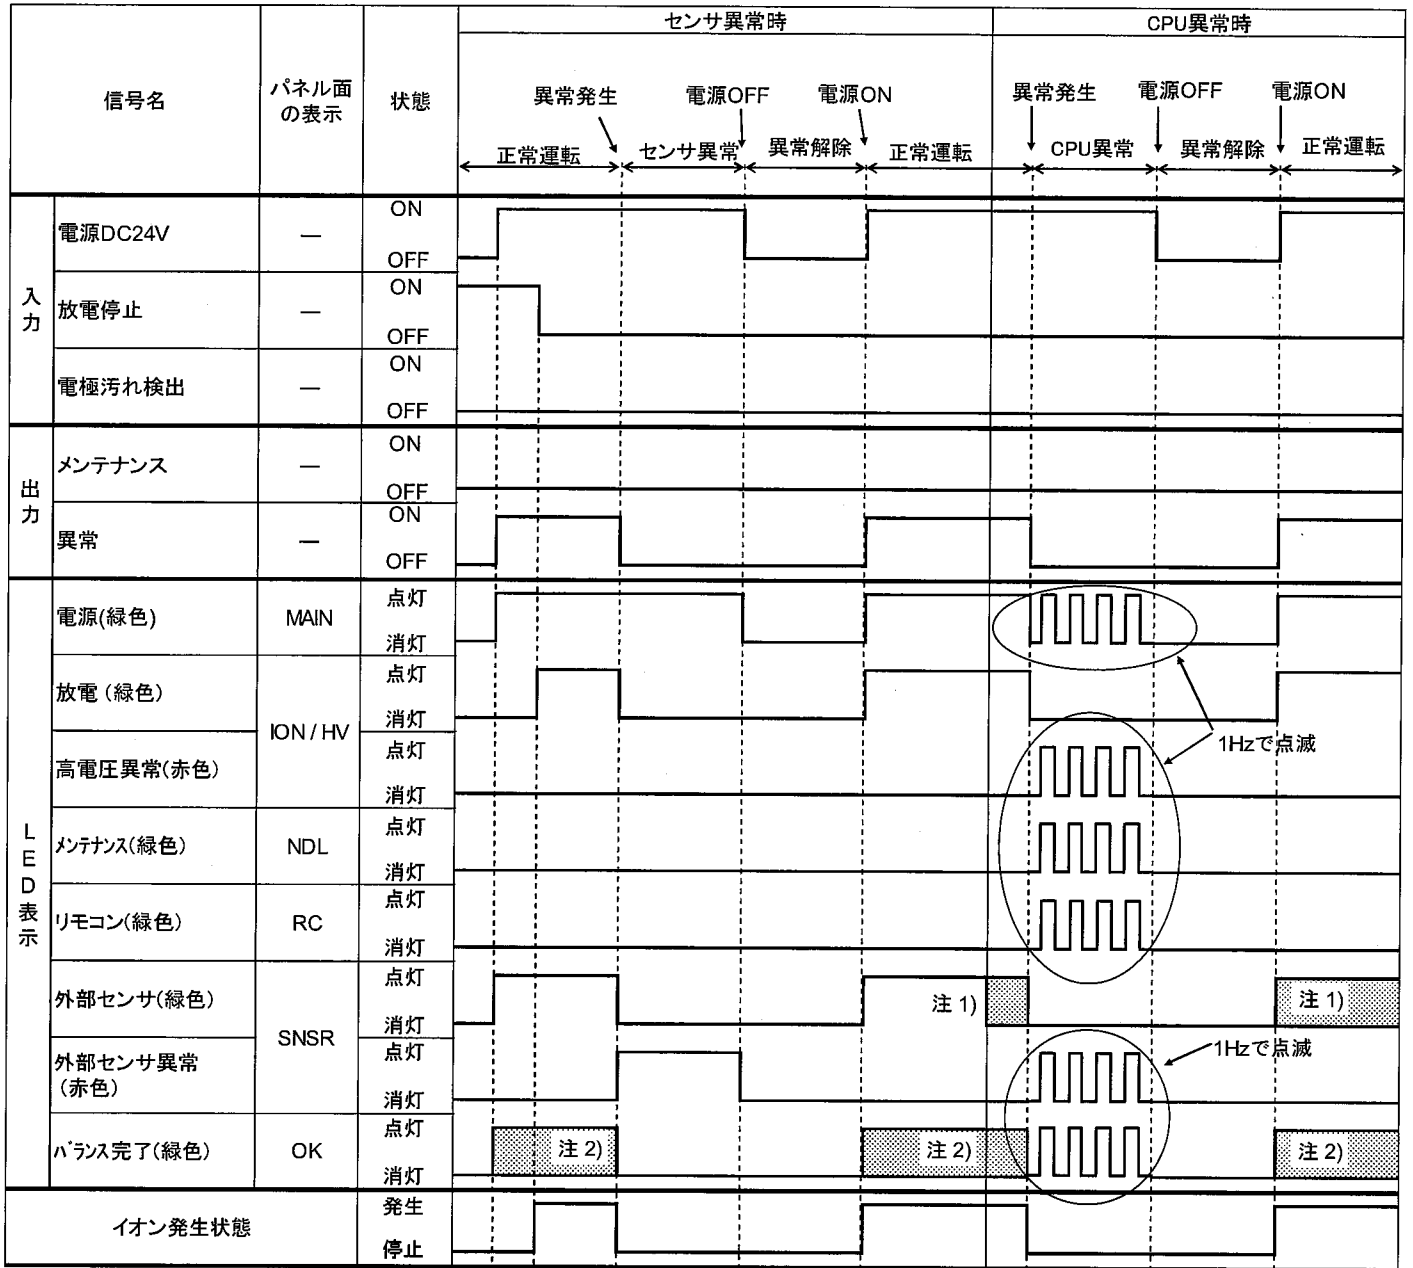 センサ異常時 CPU異常時
信号名 パネル面の表示 状態
異常発生 電源OFF 電源ON 異常発生 電源OFF 電源ON
正常運転 センサ異常 異常解除 正常運転 CPU異常 異常解除 正常運転
入力
電源DC24V — ON
OFF
放電停止 — ON
OFF
電極汚れ検出 — ON
OFF
出力
メンテナンス — ON
OFF
異常 — ON
OFF
LED表示
電源(緑色) MAIN 点灯
消灯
放電(緑色) ION / HV 点灯
消灯
1Hzで点滅
高電圧異常(赤色) 点灯
消灯
メンテナンス(緑色) NDL 点灯
消灯
リモコン(緑色) RC 点灯
消灯
外部センサ(緑色) SNSR 点灯
消灯
注 1) 注 1)
外部センサ異常
(赤色) 点灯
消灯
1Hzで点滅
バランス完了(緑色) OK 点灯
消灯
注 2) 注 2) 注 2)
イオン発生状態 発生
停止